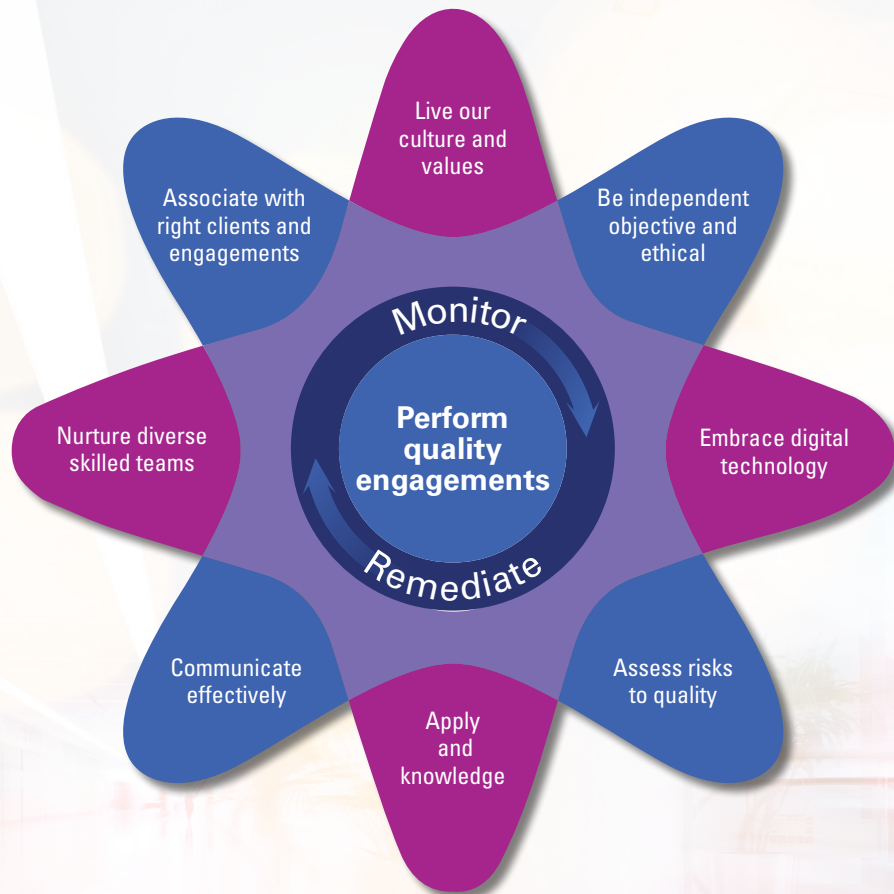 Live our
culture and
values
Be independent
objective and
ethical
Embrace digital
technology
Assess risks
to quality
Apply
and
knowledge
Communicate
effectively
Nurture diverse
skilled teams
Associate with
right clients and
engagements
Monitor
Perform
quality
engagements
Remediate